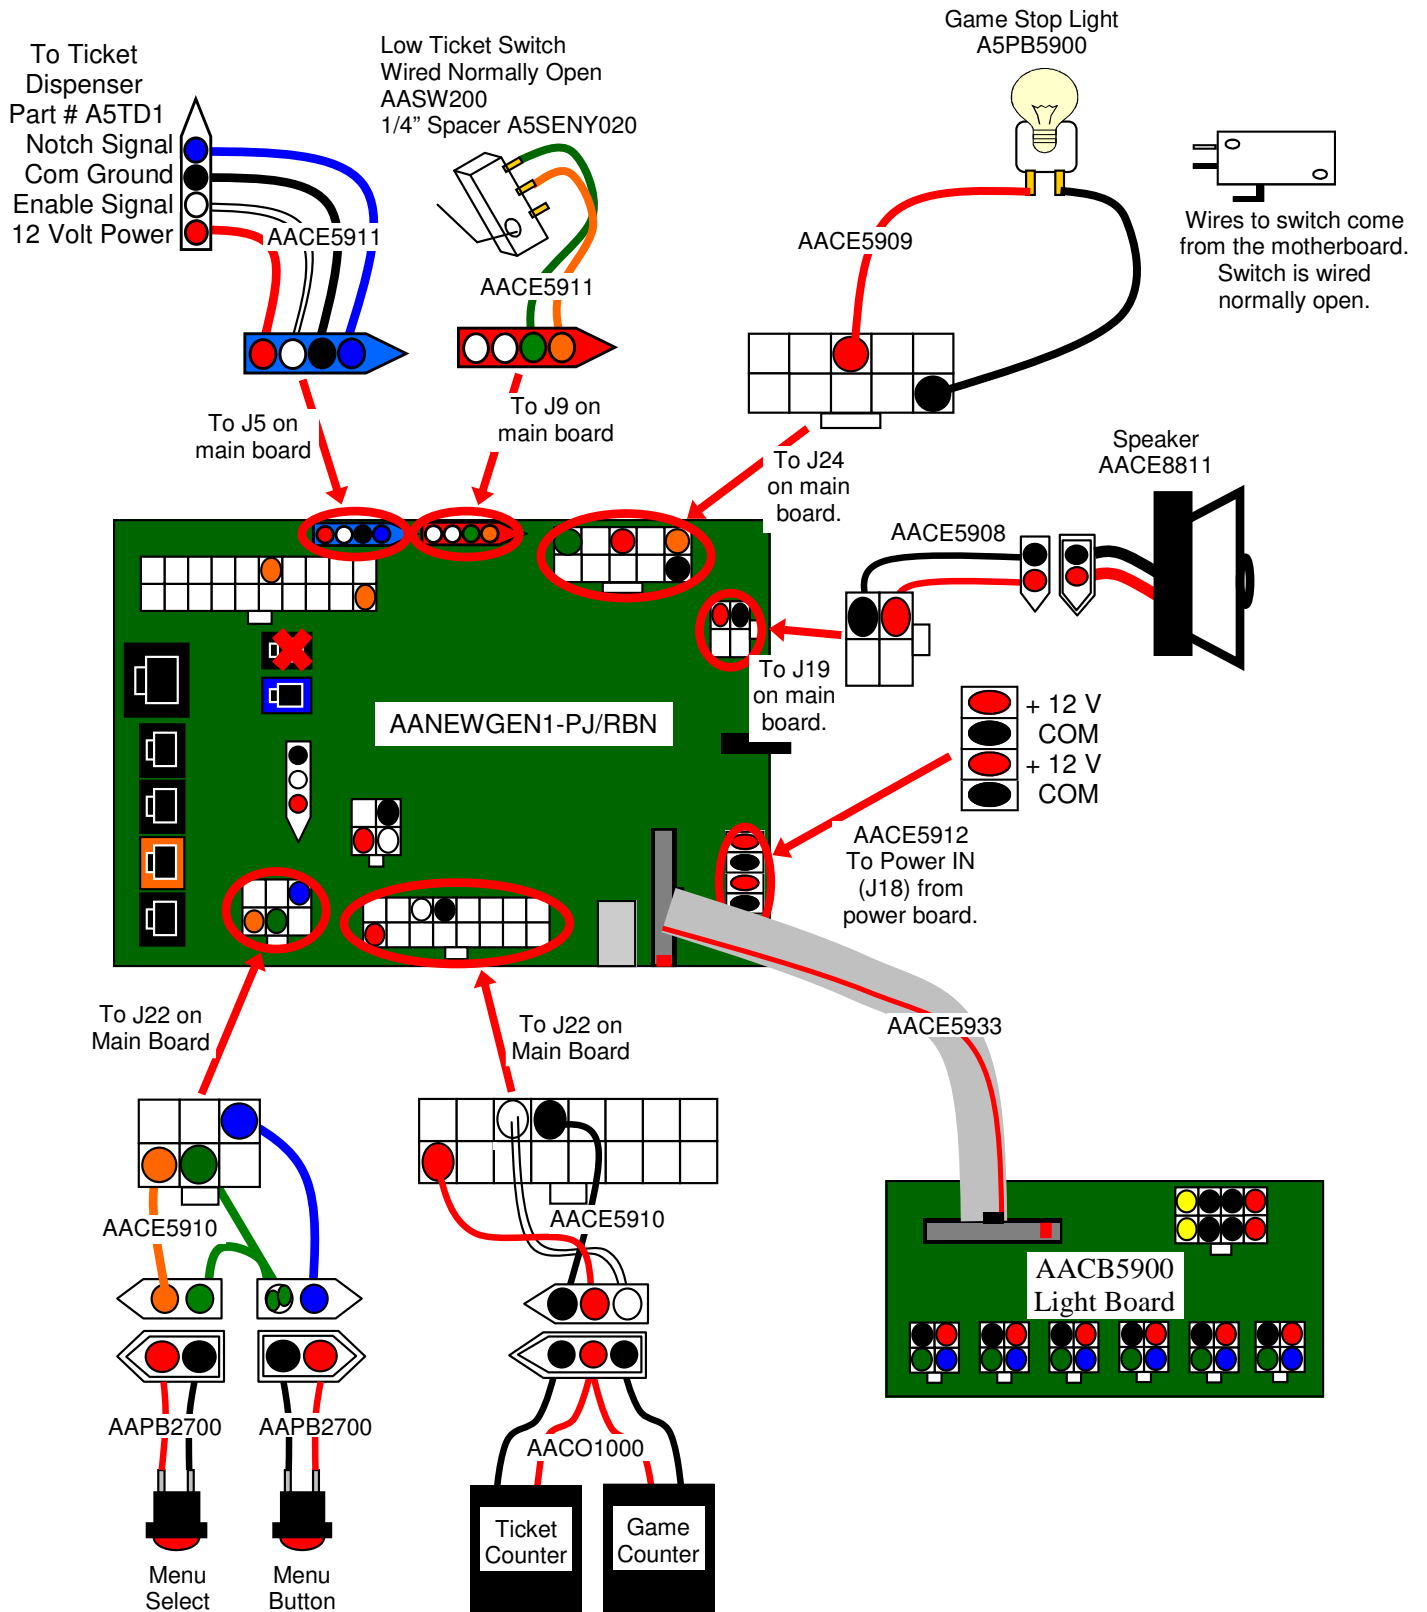 To Ticket
Dispenser
Part # A5TD1
Notch Signal
Com Ground
Enable Signal
12 Volt Power
AACE5911
To J5 on
main board
Low Ticket Switch
Wired Normally Open
AASW200
1/4” Spacer A5SENY020
AACE5911
To J9 on
main board
Game Stop Light
A5PB5900
AACE5909
To J24
on main
board.
Wires to switch come
from the motherboard.
Switch is wired
normally open.
Speaker
AACE8811
AACE5908
To J19
on main
board.
AANEWGEN1-PJ/RBN
+ 12 V
COM
+ 12 V
COM
AACE5912
To Power IN
(J18) from
power board.
AACE5933
To J22 on
Main Board
To J22 on
Main Board
AACE5910
AACE5910
AACB5900
Light Board
AAPB2700
AAPB2700
AACO1000
Menu
Select
Menu
Button
Ticket
Counter
Game
Counter